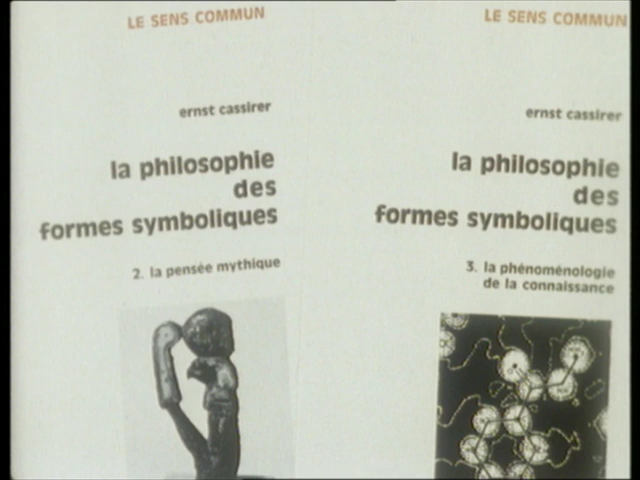 LE SENS COMMUN
ernst cassirer
la philosophie
des
formes symboliques
2. la pensée mythique
LE SENS COMMUN
ernst cassirer
la philosophie
des
formes symboliques
3. la phénoménologie
de la connaissance